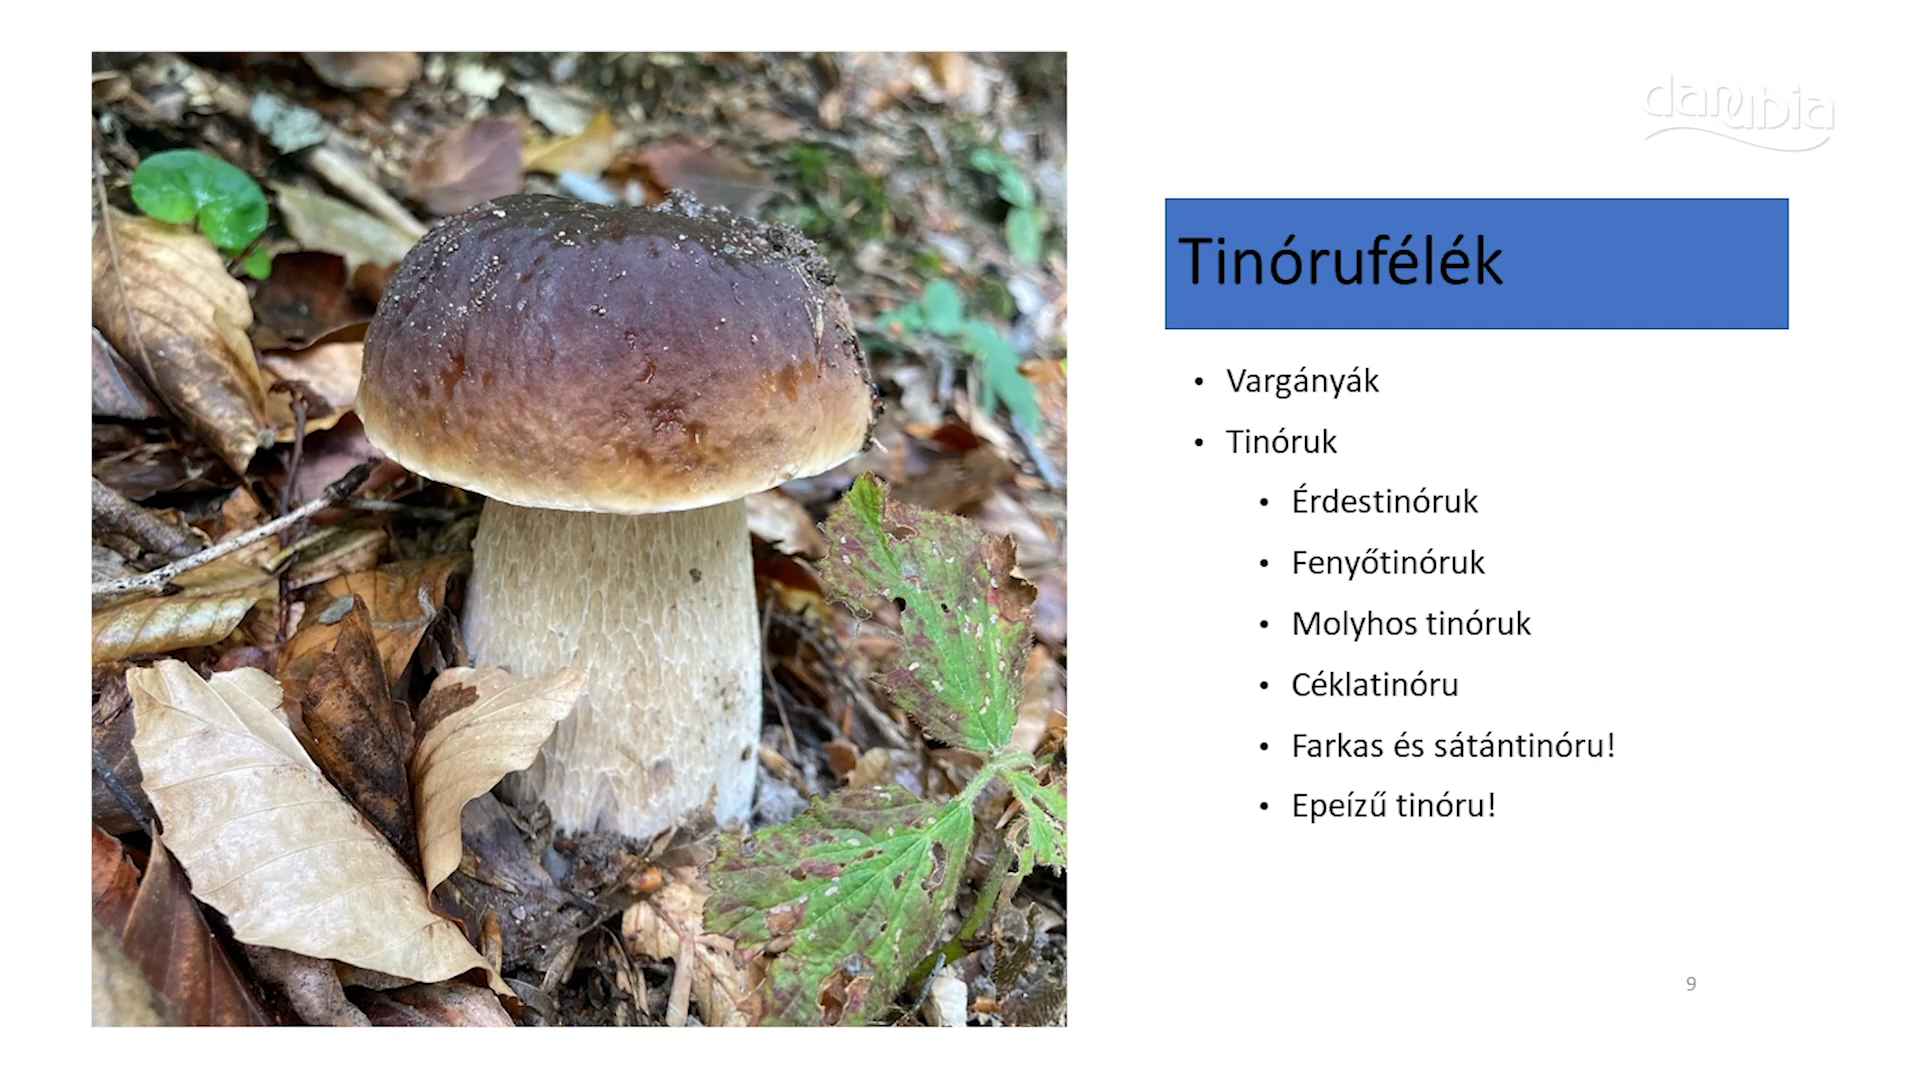 danubia
Tinórufélék
• Vargányák
• Tinóruk
• Érdestinóruk
• Fenyőtinóruk
• Molyhos tinóruk
• Céklatinóru
• Farkas és sátántinóru!
• Epeízű tinóru!
9